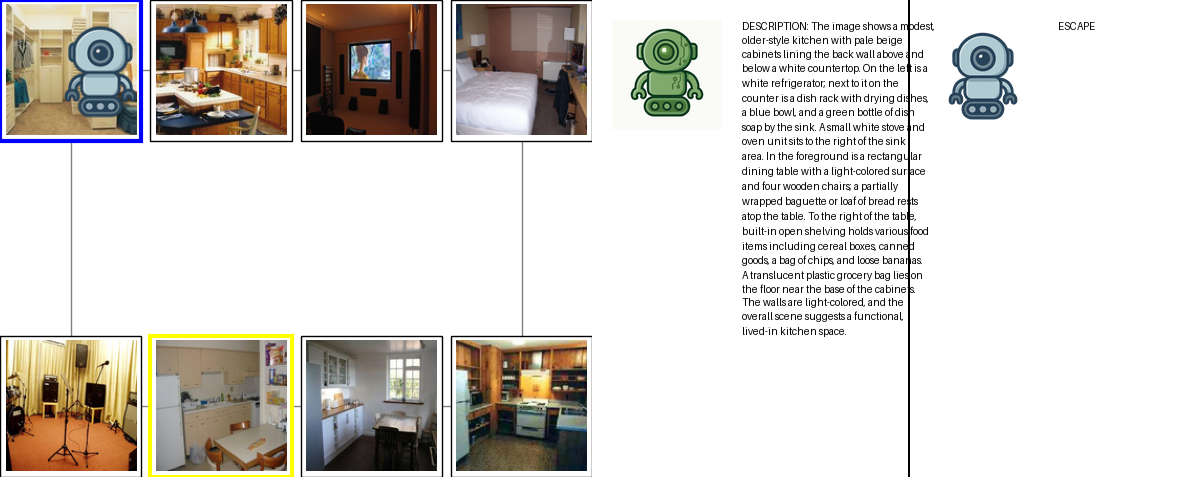 DESCRIPTION: The image shows a modest,
older-style kitchen with pale beige
cabinets lining the back wall above and
below a white countertop. On the left is a
white refrigerator; next to it on the
counter is a dish rack with drying dishes,
a blue bowl, and a green bottle of dish
soap by the sink. A small white stove and
oven unit sits to the right of the sink
area. In the foreground is a rectangular
dining table with a light-colored surface
and four wooden chairs; a partially
wrapped baguette or loaf of bread rests
atop the table. To the right of the table,
built-in open shelving holds various food
items including cereal boxes, canned
goods, a bag of chips, and loose bananas.
A translucent plastic grocery bag lies on
the floor near the base of the cabinets.
The walls are light-colored, and the
overall scene suggests a functional,
lived-in kitchen space.
ESCAPE